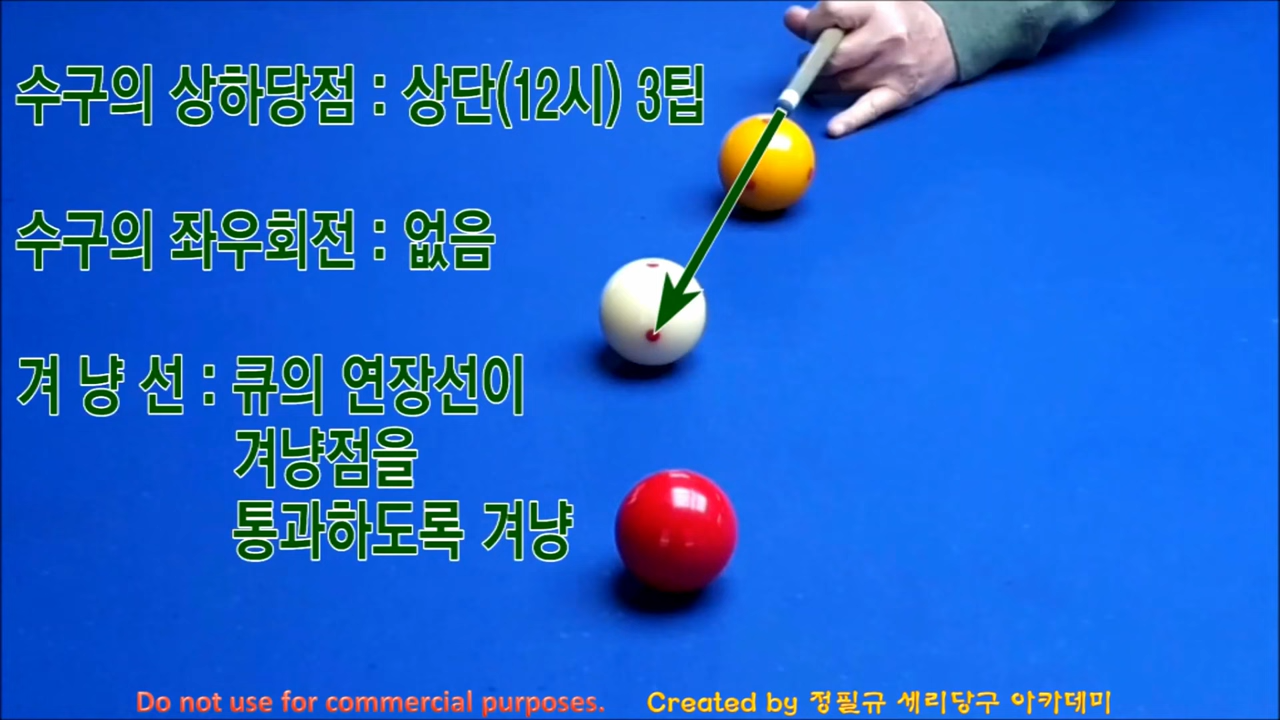 수구의 상하당점 : 상단(12시) 3팁
수구의 좌우회전 : 없음
겨 냥 선 : 큐의 연장선이
겨냥점을
통과하도록 겨냥
Do not use for commercial purposes. Created by 정필규 세리당구 아카데미